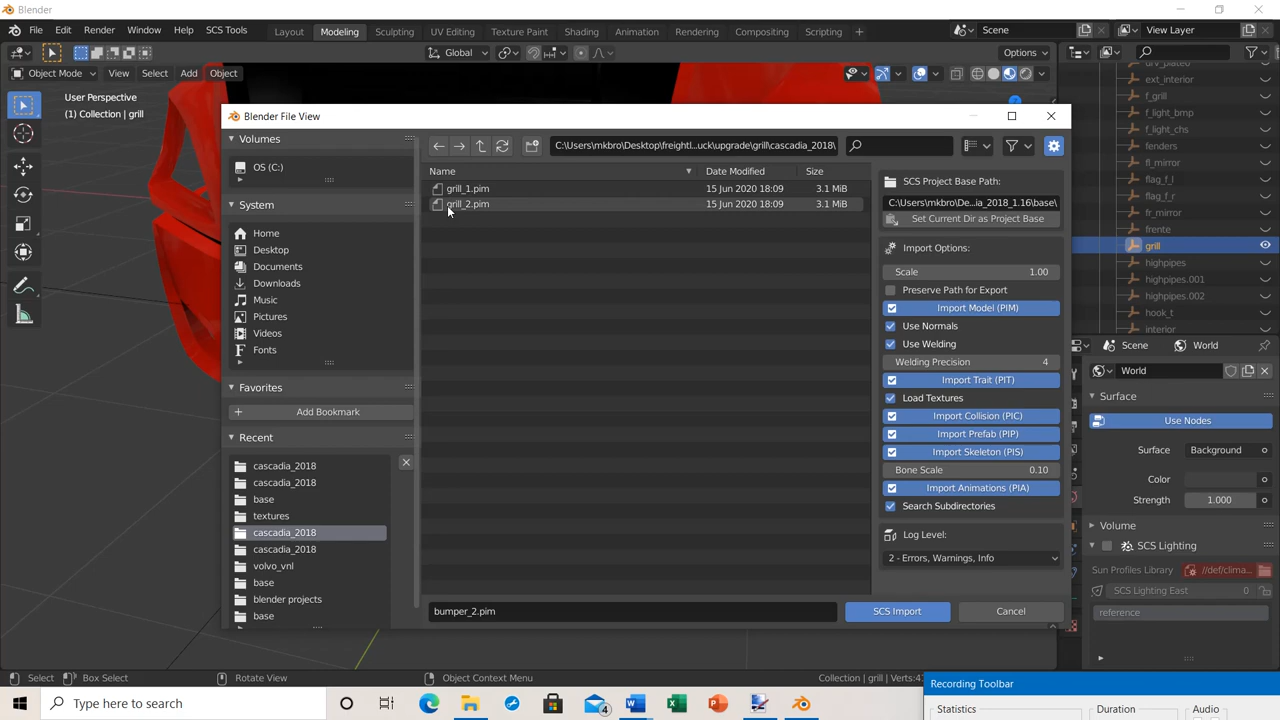 Blender
File Edit Render Window Help SCS Tools Layout Modeling Sculpting UV Editing Texture Paint Shading Animation Rendering Compositing Scripting + Scene View Layer
Global Options
Object Mode View Select Add Object
User Perspective
(1) Collection | grill
Blender File View
Volumes
OS (C:)
System
Home
Desktop
Documents
Downloads
Music
Pictures
Videos
Fonts
Favorites
Add Bookmark
Recent
cascadia_2018
cascadia_2018
base
textures
cascadia_2018
cascadia_2018
volvo_vnl
base
blender projects
base
C:\Users\mkbro\Desktop\freightl...uck\upgrade\grill\cascadia_2018\
Name Date Modified Size
grill_1.pim 15 Jun 2020 18:09 3.1 MiB
grill_2.pim 15 Jun 2020 18:09 3.1 MiB
bumper_2.pim SCS Import Cancel
SCS Project Base Path:
C:\Users\mkbro\De...ia_2018_1.16\base\
Set Current Dir as Project Base
Import Options:
Scale 1.00
Preserve Path for Export
Import Model (PIM)
Use Normals
Use Welding
Welding Precision 4
Import Trait (PIT)
Load Textures
Import Collision (PIC)
Import Prefab (PIP)
Import Skeleton (PIS)
Bone Scale 0.10
Import Animations (PIA)
Search Subdirectories
Log Level:
2 - Errors, Warnings, Info
ext_interior
f_grill
f_light_bmp
f_light_chs
fenders
fl_mirror
flag_f_l
flag_f_r
fr_mirror
frente
grill
highpipes
highpipes.001
highpipes.002
hook_t
interior
Scene World
World
Surface
Use Nodes
Surface Background
Color
Strength 1.000
Volume
SCS Lighting
Sun Profiles Library //def/clima...
SCS Lighting East 0
reference
Select Box Select Rotate View Object Context Menu
Type here to search
4
Recording Toolbar
Statistics Duration Audio